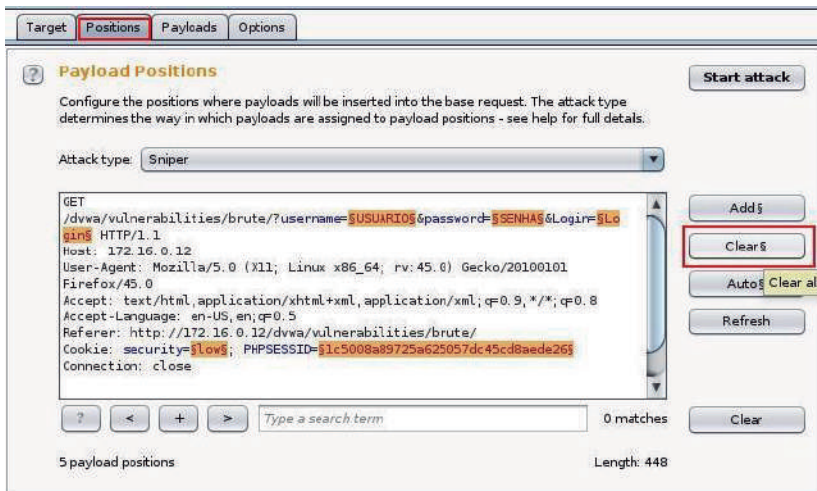 Target Positions Payloads Options
? Payload Positions
Start attack
Configure the positions where payloads will be inserted into the base request. The attack type
determines the way in which payloads are assigned to payload positions - see help for full details.
Attack type: Sniper
GET
/dvwa/vulnerabilities/brute/?username=§USUARIO§&password=§SENHA§&Login=§Lo
gin§ HTTP/1.1
Host: 172.16.0.12
User-Agent: Mozilla/5.0 (X11; Linux x86_64; rv:45.0) Gecko/20100101
Firefox/45.0
Accept: text/html,application/xhtml+xml,application/xml;q=0.9,*/*;q=0.8
Accept-Language: en-US,en;q=0.5
Referer: http://172.16.0.12/dvwa/vulnerabilities/brute/
Cookie: security=§low§; PHPSESSID=§1c5008a89725a625057dc45cd8aede26§
Connection: close
Add §
Clear §
Auto § Clear al
Refresh
? < + > Type a search term 0 matches Clear
5 payload positions Length: 448